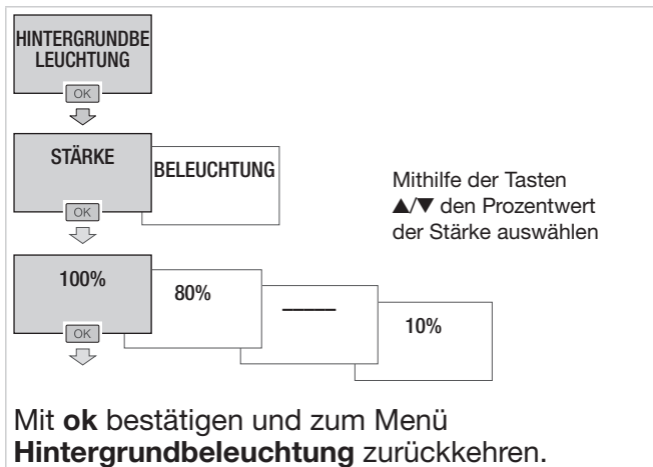 HINTERGRUNDBE
LEUCHTUNG
OK
STÄRKE
BELEUCHTUNG
OK
Mithilfe der Tasten
▲/▼ den Prozentwert
der Stärke auswählen
100%
80%
_____
10%
OK
Mit ok bestätigen und zum Menü
Hintergrundbeleuchtung zurückkehren.